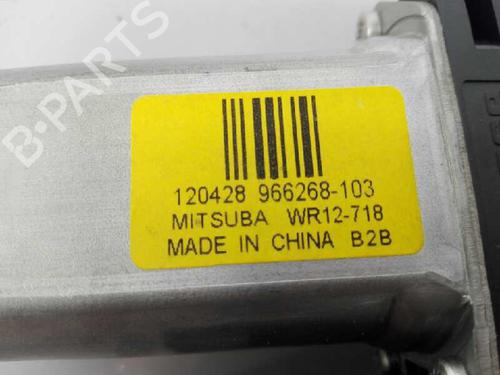 B-PARTS
120428 966268-103
MITSUBA WR12-718
MADE IN CHINA B2B